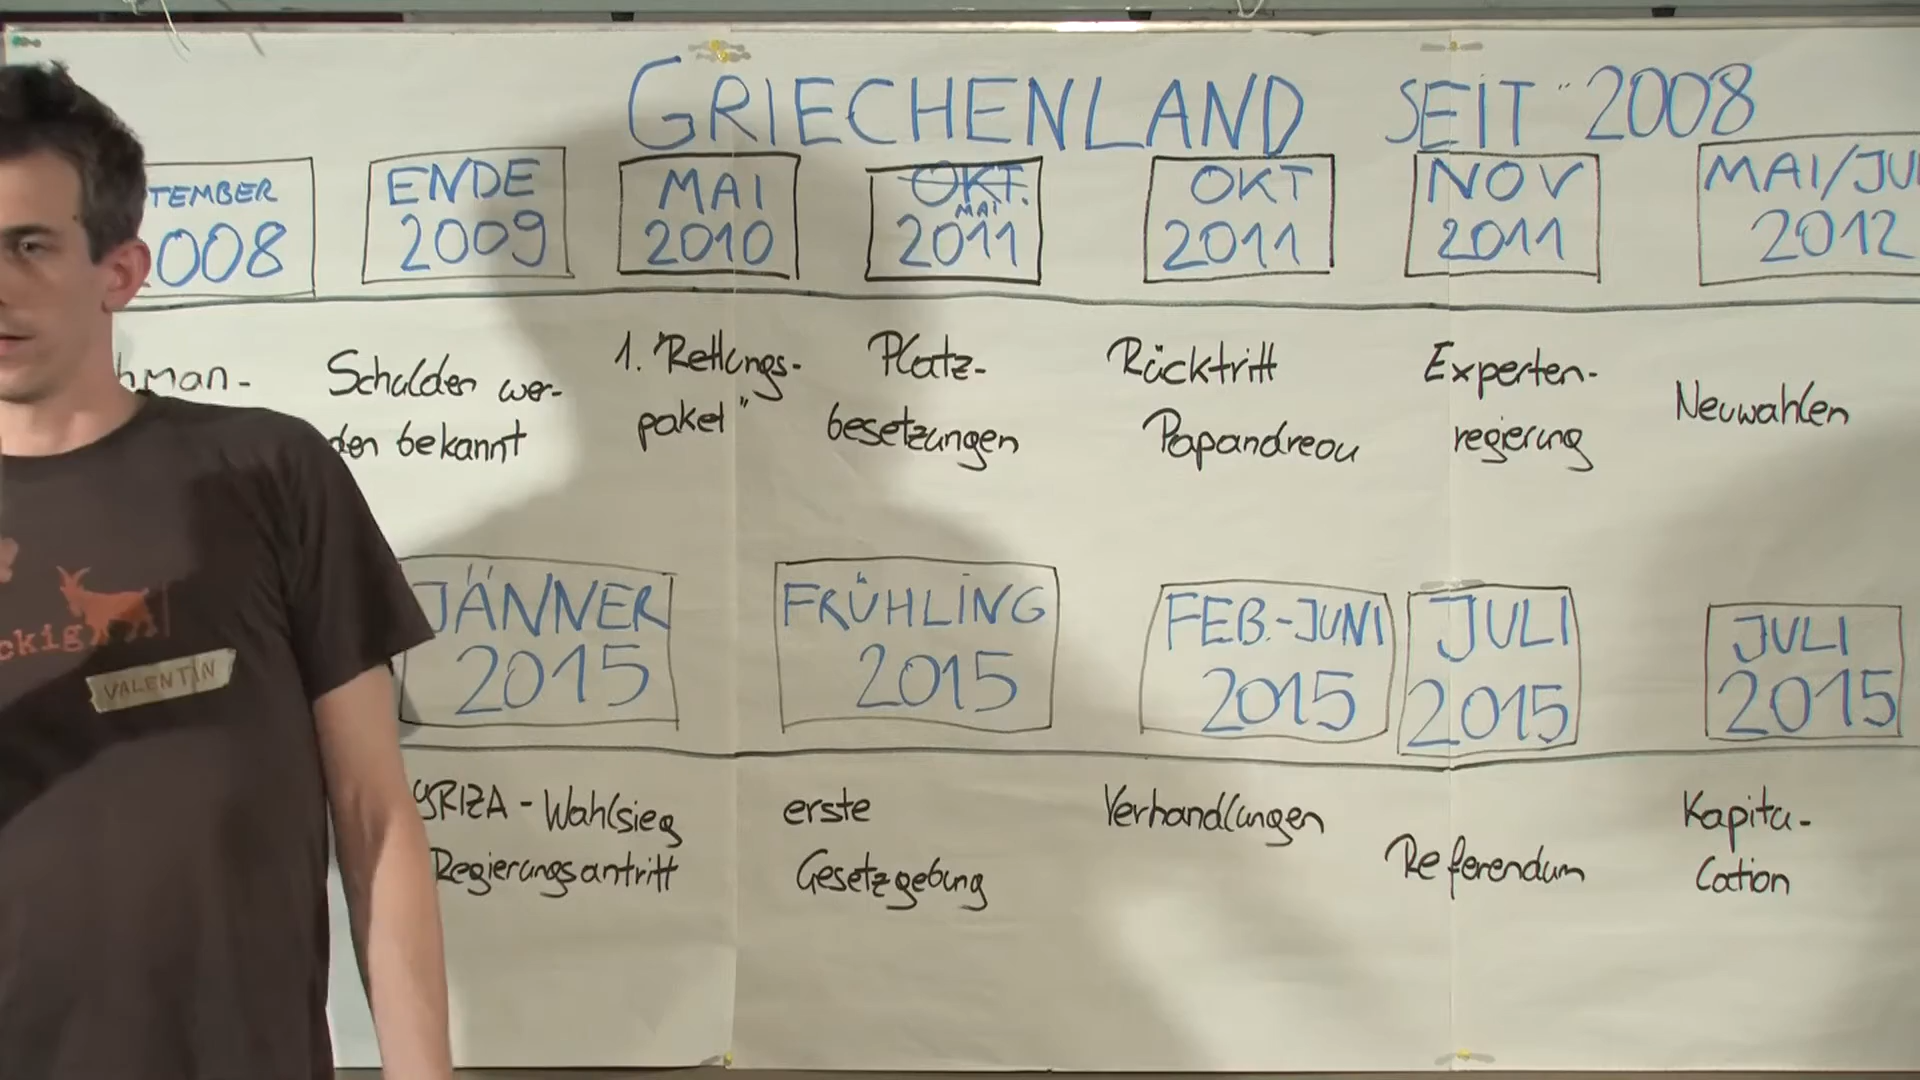 GRIECHENLAND SEIT 2008
TEMBER
008
ENDE
2009
MAI
2010
OKT.
MAI
2011
OKT
2011
NOV
2011
MAI/JU
2012
hman-
Schulden wer-
den bekannt
1. "Rettungs-
paket"
Platz-
besetzungen
Rücktritt
Papandreou
Experten-
regierung
Neuwahlen
JÄNNER
2015
FRÜHLING
2015
FEB.-JUNI
2015
JULI
2015
JULI
2015
YRIZA - Wahlsieg
Regierungsantritt
erste
Gesetzgebung
Verhandlungen
Referendum
Kapitu-
lation
ckig
VALENTIN